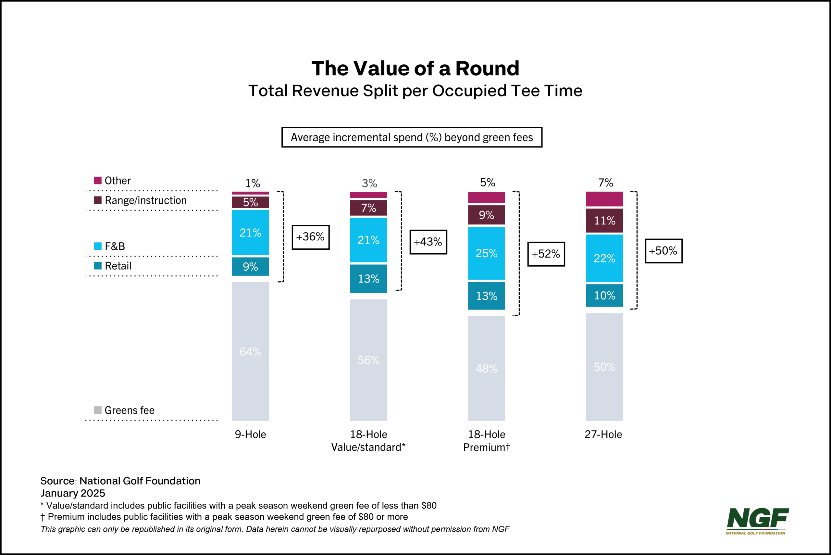 The Value of a Round
Total Revenue Split per Occupied Tee Time
Average incremental spend (%) beyond green fees
Other
Range/instruction
F&B
Retail
Greens fee
1%
5%
21%
9%
64%
+36%
9-Hole
3%
7%
21%
13%
56%
+43%
18-Hole
Value/standard*
5%
9%
25%
13%
48%
+52%
18-Hole
Premium†
7%
11%
22%
10%
50%
+50%
27-Hole
Source: National Golf Foundation
January 2025
* Value/standard includes public facilities with a peak season weekend green fee of less than $80
† Premium includes public facilities with a peak season weekend green fee of $80 or more
This graphic can only be republished in its original form. Data herein cannot be visually repurposed without permission from NGF
NGF
NATIONAL GOLF FOUNDATION